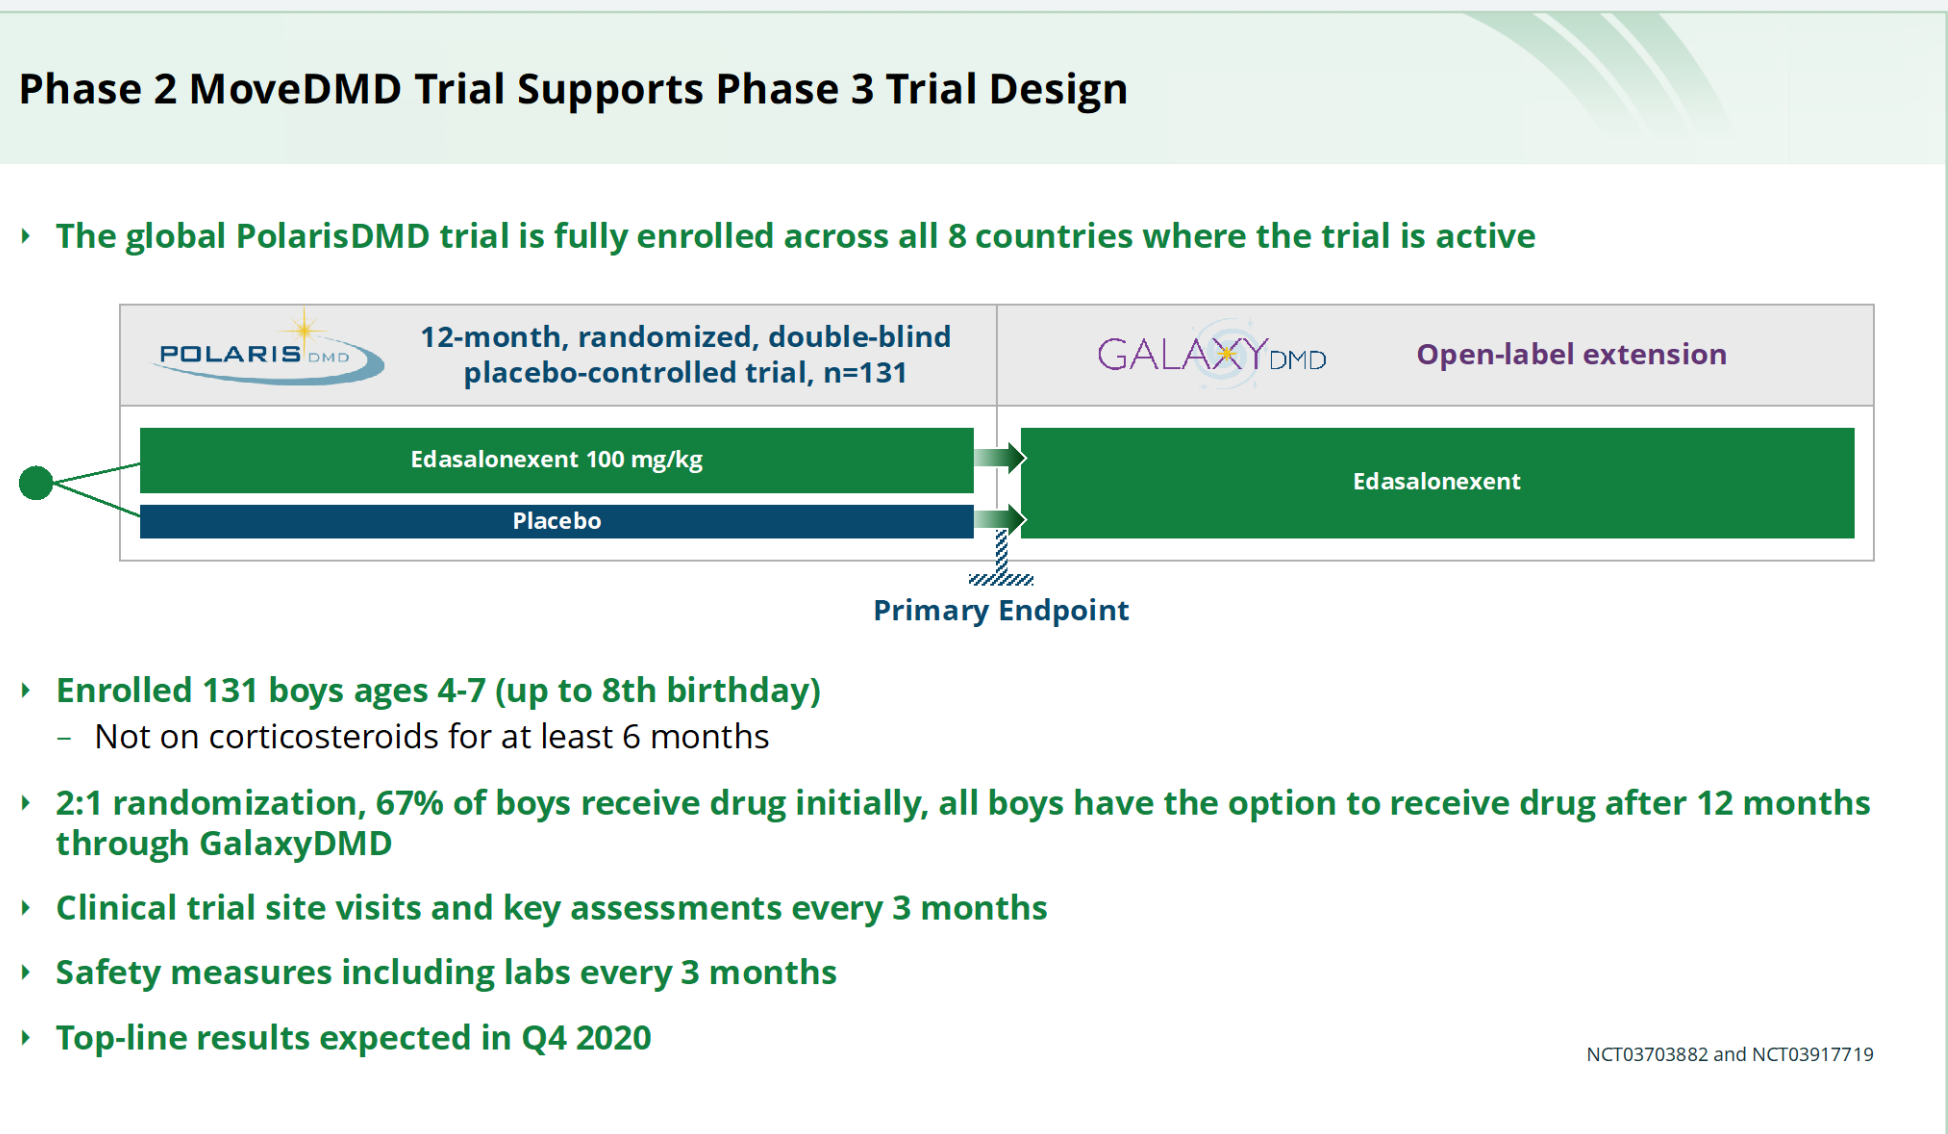 Phase 2 MoveDMD Trial Supports Phase 3 Trial Design
‣ The global PolarisDMD trial is fully enrolled across all 8 countries where the trial is active
POLARIS DMD
12-month, randomized, double-blind
placebo-controlled trial, n=131
GALAXY DMD
Open-label extension
Edasalonexent 100 mg/kg
Placebo
Edasalonexent
Primary Endpoint
‣ Enrolled 131 boys ages 4-7 (up to 8th birthday)
– Not on corticosteroids for at least 6 months
‣ 2:1 randomization, 67% of boys receive drug initially, all boys have the option to receive drug after 12 months
through GalaxyDMD
‣ Clinical trial site visits and key assessments every 3 months
‣ Safety measures including labs every 3 months
‣ Top-line results expected in Q4 2020
NCT03703882 and NCT03917719